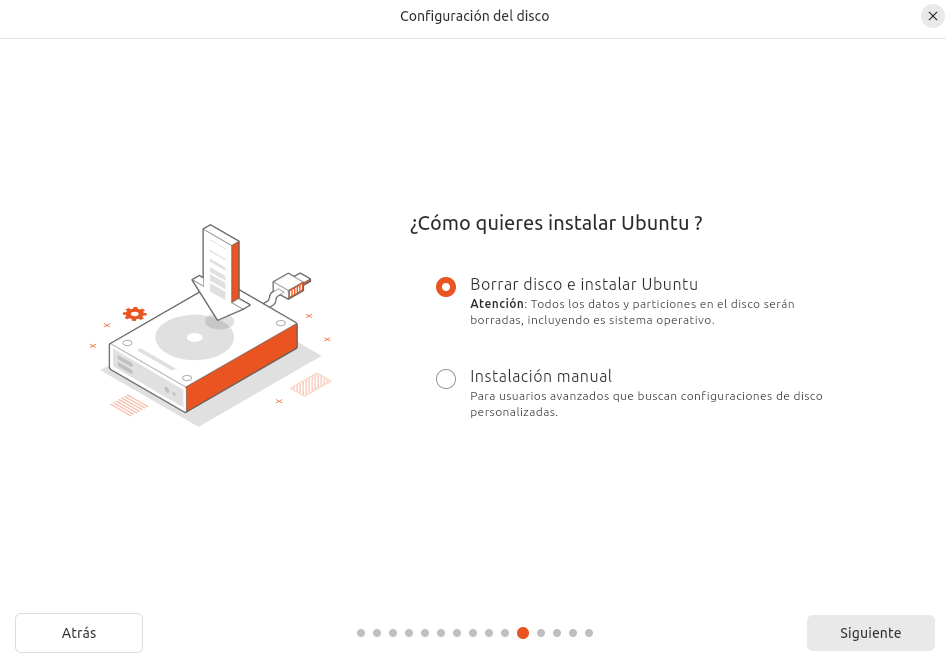 Configuración del disco
¿Cómo quieres instalar Ubuntu ?
Borrar disco e instalar Ubuntu
Atención: Todos los datos y particiones en el disco serán
borradas, incluyendo es sistema operativo.
Instalación manual
Para usuarios avanzados que buscan configuraciones de disco
personalizadas.
Atrás
Siguiente